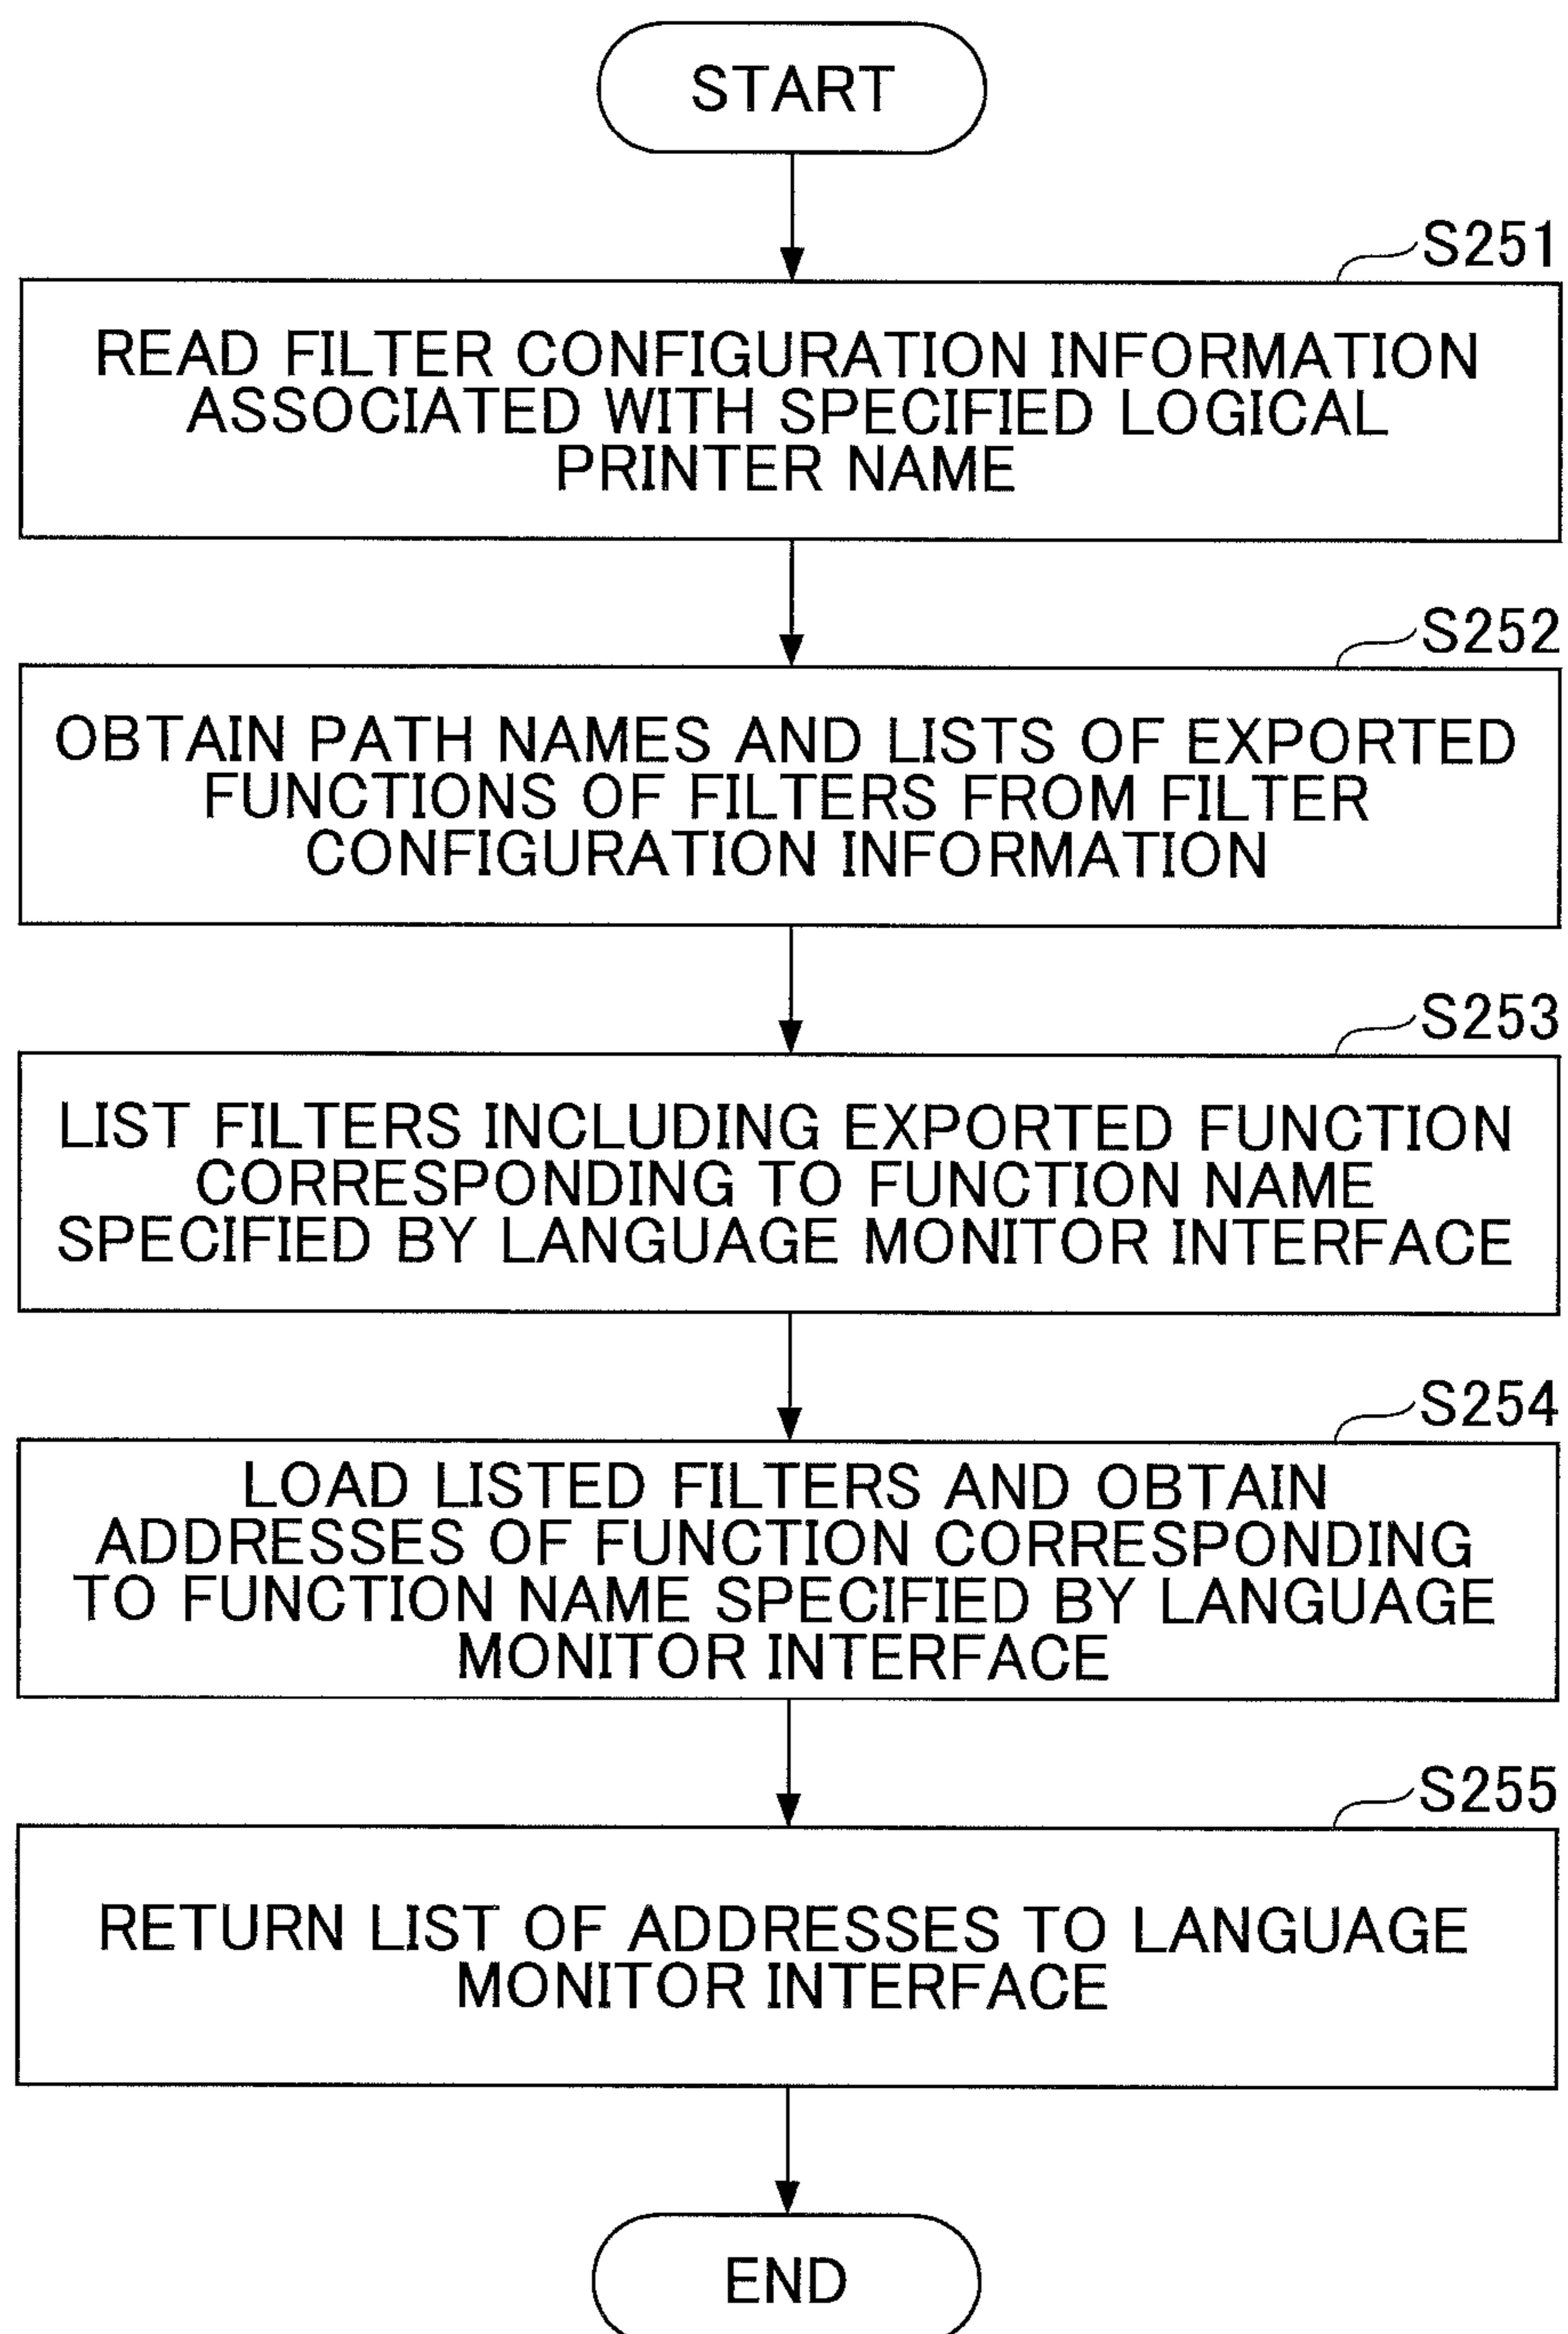 START
S251
READ FILTER CONFIGURATION INFORMATION
ASSOCIATED WITH SPECIFIED LOGICAL
PRINTER NAME
S252
OBTAIN PATH NAMES AND LISTS OF EXPORTED
FUNCTIONS OF FILTERS FROM FILTER
CONFIGURATION INFORMATION
S253
LIST FILTERS INCLUDING EXPORTED FUNCTION
CORRESPONDING TO FUNCTION NAME
SPECIFIED BY LANGUAGE MONITOR INTERFACE
S254
LOAD LISTED FILTERS AND OBTAIN
ADDRESSES OF FUNCTION CORRESPONDING
TO FUNCTION NAME SPECIFIED BY LANGUAGE
MONITOR INTERFACE
S255
RETURN LIST OF ADDRESSES TO LANGUAGE
MONITOR INTERFACE
END